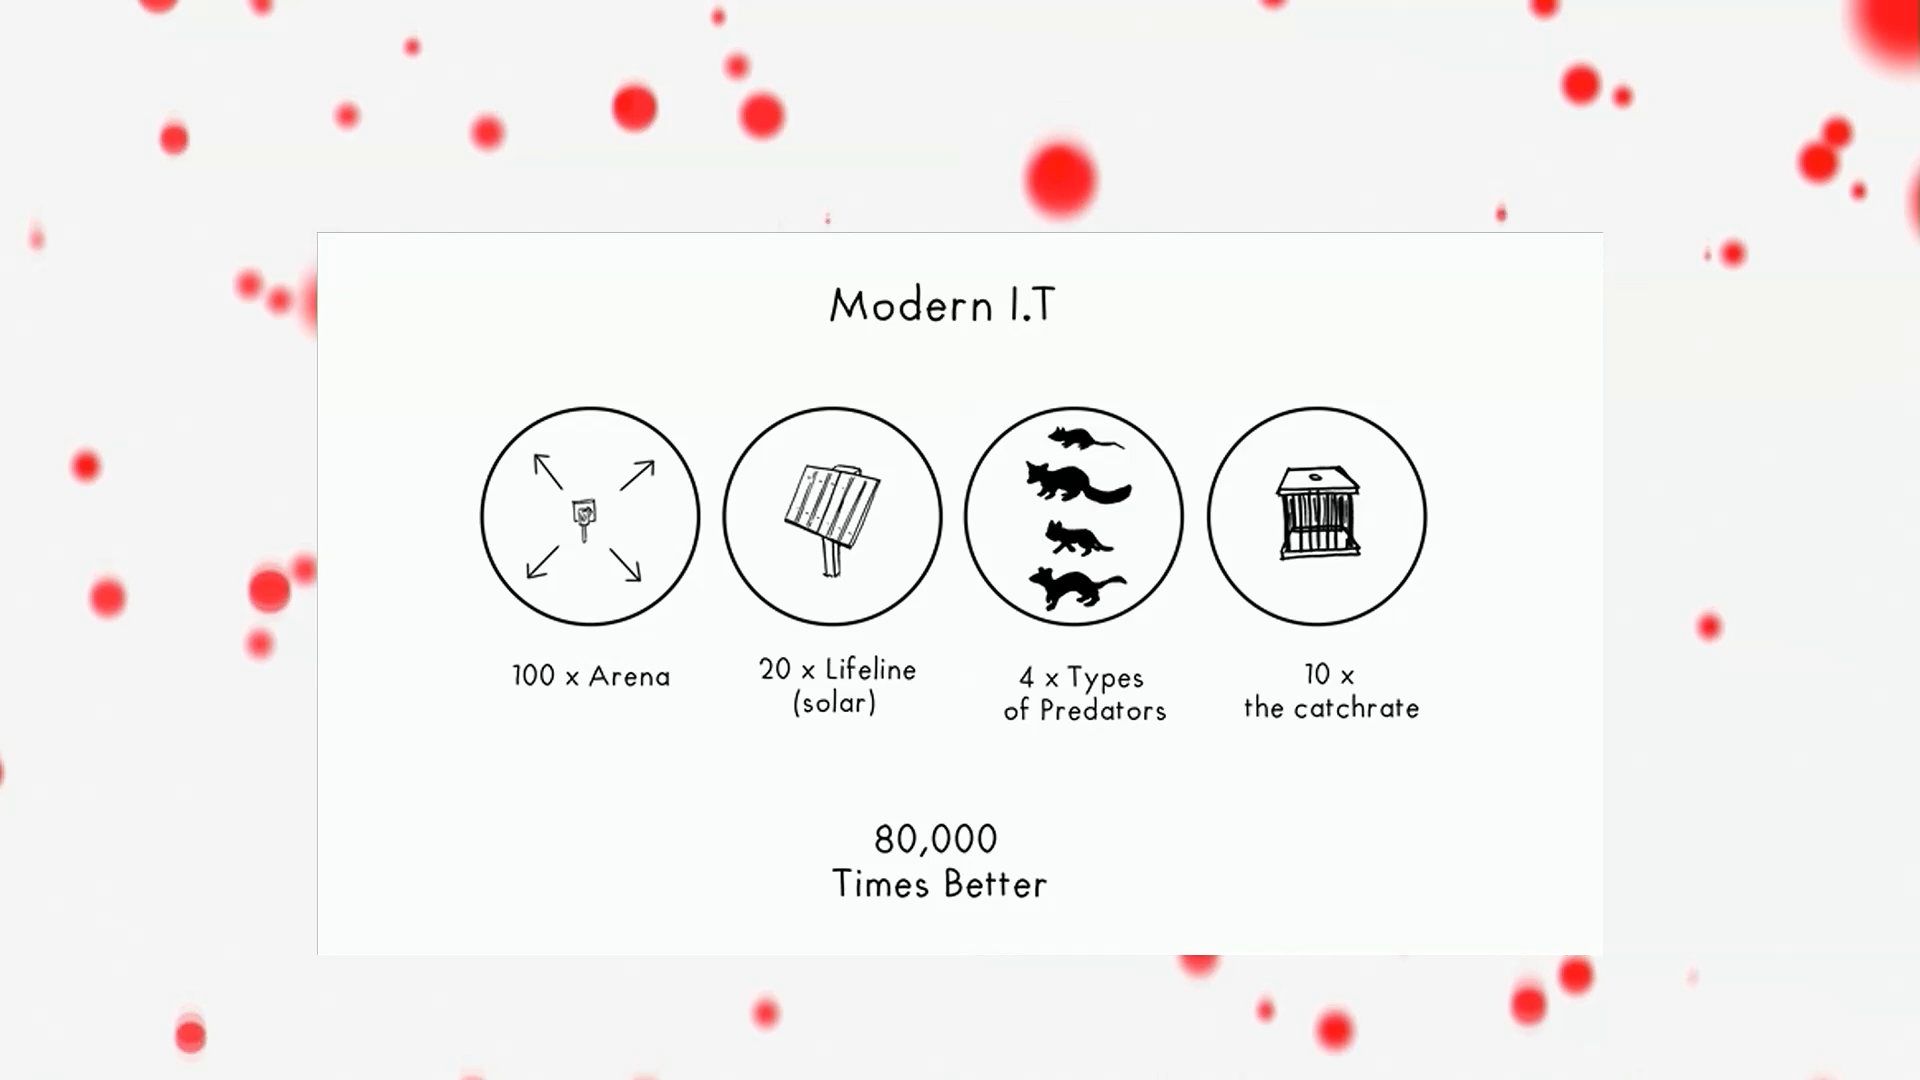 Modern I.T
100 x Arena
20 x Lifeline
(solar)
4 x Types
of Predators
10 x
the catchrate
80,000
Times Better